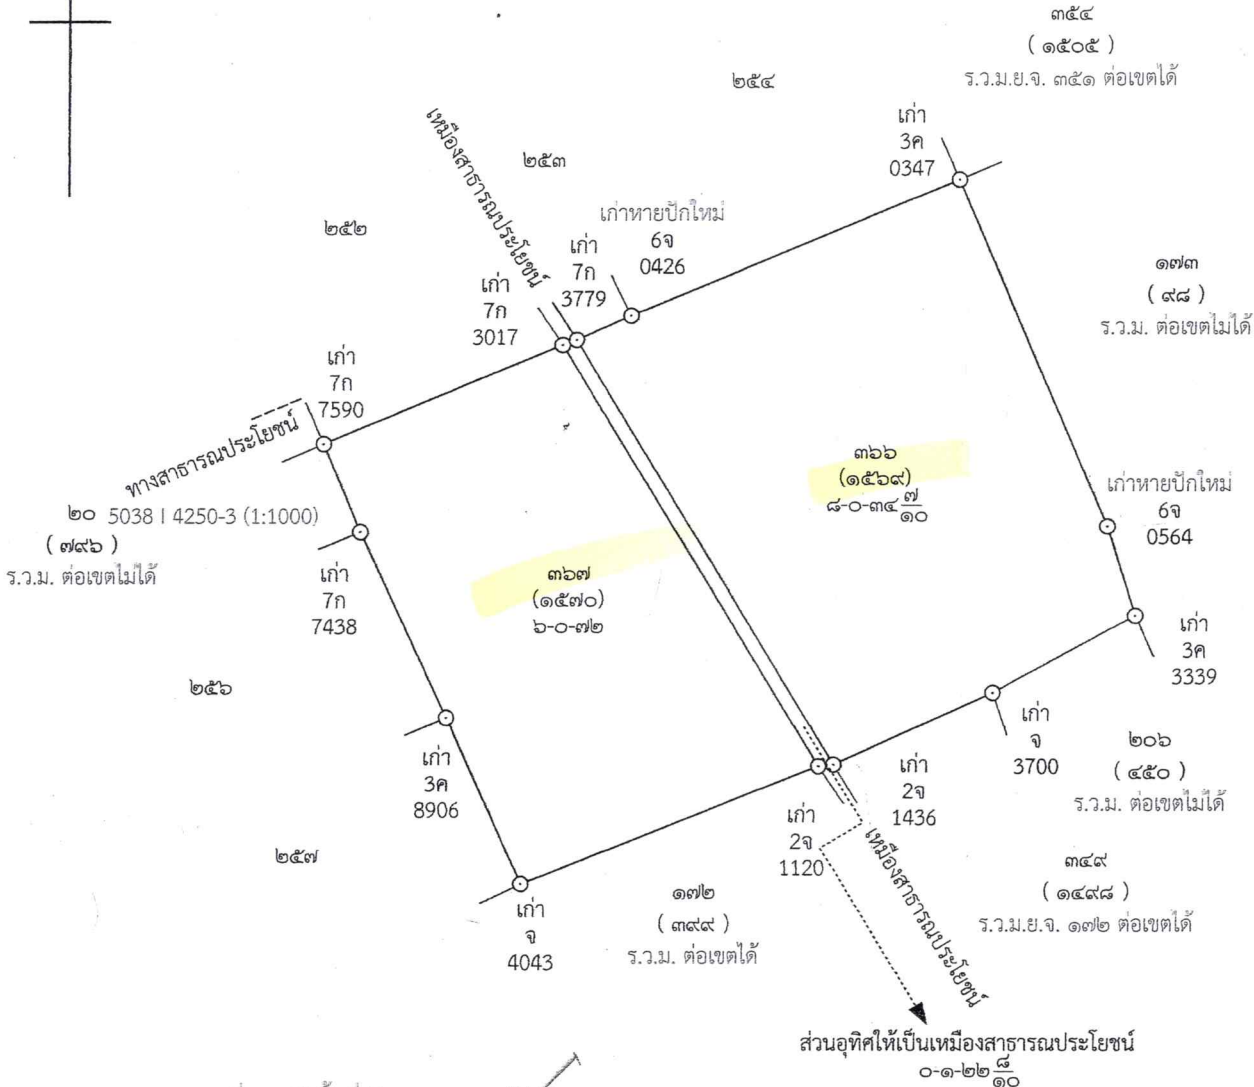 ๓๕๔
( ๑๕๐๕ )
ร.ว.ม.ย.จ. ๓๕๑ ต่อเขตได้
๒๕๔
เหมืองสาธารณประโยชน์
๒๕๓
เก่า
3ค
0347
๒๕๒
เก่าหายปักใหม่
6จ
0426
เก่า
7ก
3779
เก่า
7ก
3017
๑๗๓
( ๙๘ )
ร.ว.ม. ต่อเขตไม่ได้
เก่า
7ก
7590
ทางสาธารณประโยชน์
๒๐ 5038 I 4250-3 (1:1000)
( ๗๙๖ )
ร.ว.ม. ต่อเขตไม่ได้
๓๖๖
(๑๕๖๙)
๘-๐-๓๔ ๗/๑๐
เก่าหายปักใหม่
6จ
0564
เก่า
7ก
7438
๓๖๗
(๑๕๗๐)
๖-๐-๗๒
เก่า
3ค
3339
๒๕๖
เก่า
จ
3700
๒๐๖
( ๔๕๐ )
ร.ว.ม. ต่อเขตไม่ได้
เก่า
3ค
8906
เก่า
2จ
1436
เก่า
2จ
1120
๒๕๗
เหมืองสาธารณประโยชน์
๓๔๙
( ๑๔๙๘ )
ร.ว.ม.ย.จ. ๑๗๒ ต่อเขตได้
เก่า
จ
4043
๑๗๒
( ๓๙๙ )
ร.ว.ม. ต่อเขตได้
ส่วนอุทิศให้เป็นเหมืองสาธารณประโยชน์
๐-๑-๒๒ ๘/๑๐